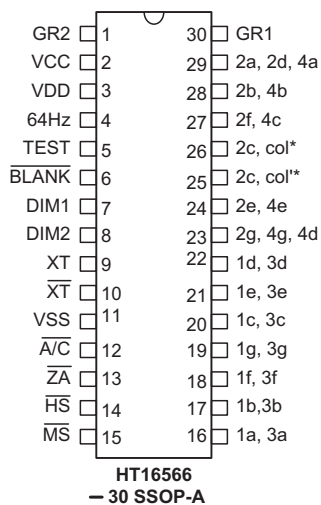 GR2 1 30 GR1
VCC 2 29 2a, 2d, 4a
VDD 3 28 2b, 4b
64Hz 4 27 2f, 4c
TEST 5 26 2c, col*
BLANK 6 25 2c, col'*
DIM1 7 24 2e, 4e
DIM2 8 23 2g, 4g, 4d
XT 9 22 1d, 3d
XT 10 21 1e, 3e
VSS 11 20 1c, 3c
A/C 12 19 1g, 3g
ZA 13 18 1f, 3f
HS 14 17 1b,3b
MS 15 16 1a, 3a
HT16566
– 30 SSOP-A